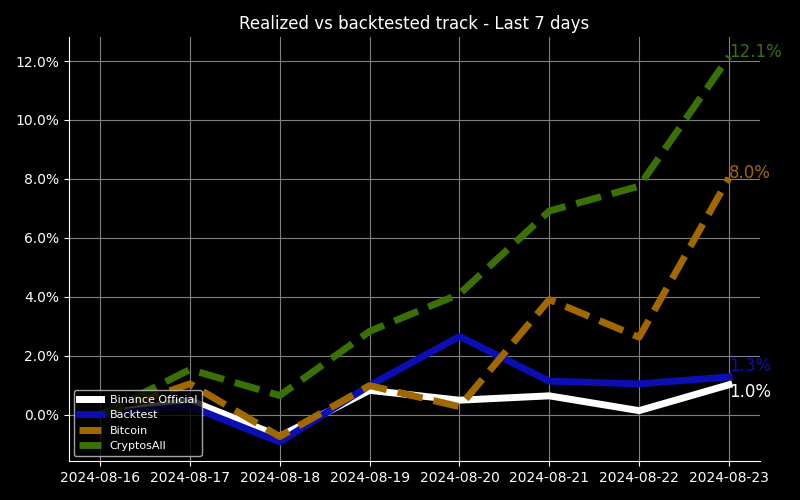 Realized vs backtested track - Last 7 days
12.0%
10.0%
8.0%
6.0%
4.0%
2.0%
0.0%
12.1%
8.0%
1.3%
1.0%
Binance Official
Backtest
Bitcoin
CryptosAll
2024-08-16 2024-08-17 2024-08-18 2024-08-19 2024-08-20 2024-08-21 2024-08-22 2024-08-23